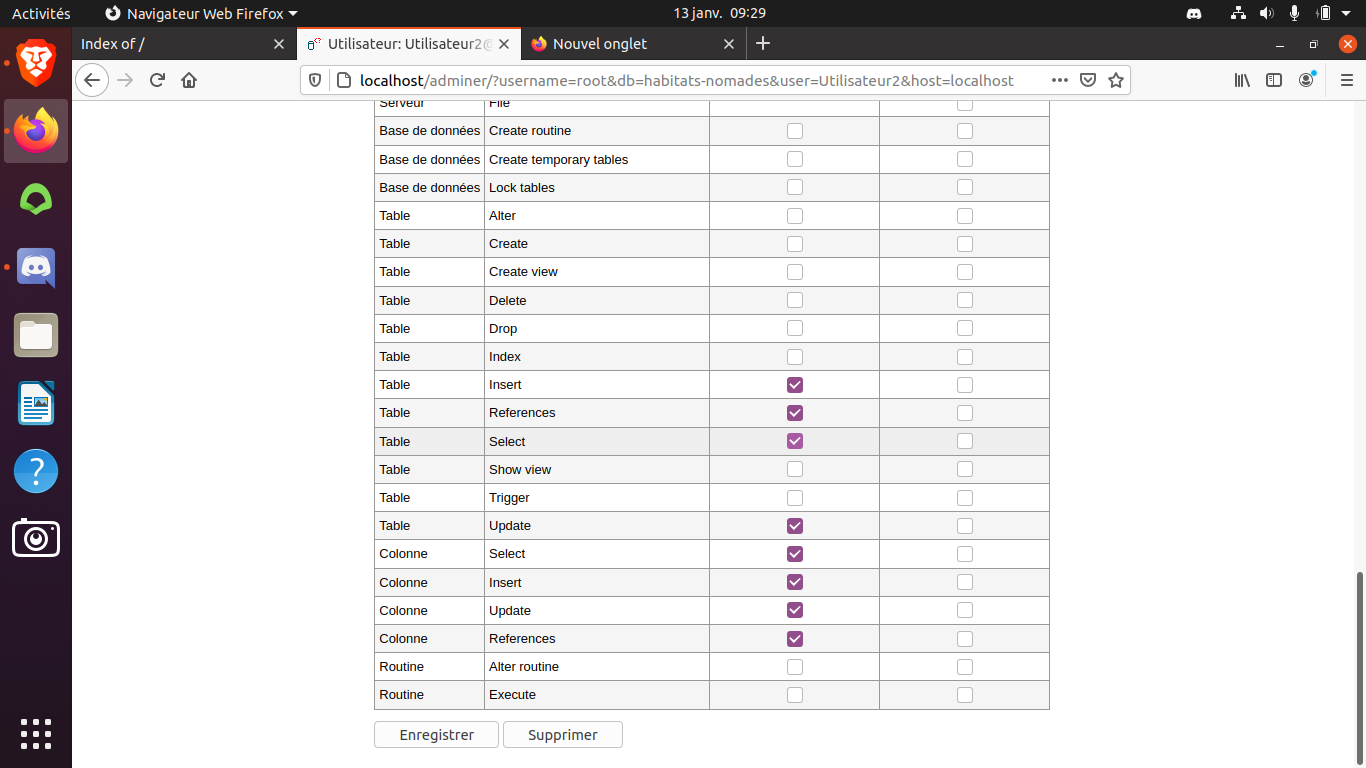 Activités
Navigateur Web Firefox
13 janv. 09:29
Index of /
Utilisateur: Utilisateur2@
Nouvel onglet
localhost/adminer/?username=root&db=habitats-nomades&user=Utilisateur2&host=localhost
Serveur File
Base de données Create routine
Base de données Create temporary tables
Base de données Lock tables
Table Alter
Table Create
Table Create view
Table Delete
Table Drop
Table Index
Table Insert
Table References
Table Select
Table Show view
Table Trigger
Table Update
Colonne Select
Colonne Insert
Colonne Update
Colonne References
Routine Alter routine
Routine Execute
Enregistrer
Supprimer